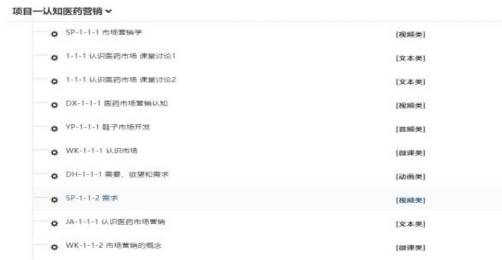 项目一认知医药营销
SP-1-1-1 市场营销学 [视频类]
1-1-1 认识医药市场 课堂讨论1 [文本类]
1-1-1 认识医药市场 课堂讨论2 [文本类]
DX-1-1-1 医药市场营销认知 [视频类]
YP-1-1-1 鞋子市场开发 [音频类]
WK-1-1-1 认识市场 [微课类]
DH-1-1-1 需要、欲望和需求 [动画类]
SP-1-1-2 需求 [视频类]
JA-1-1-1 认识医药市场营销 [文本类]
WK-1-1-2 市场营销的概念 [微课类]